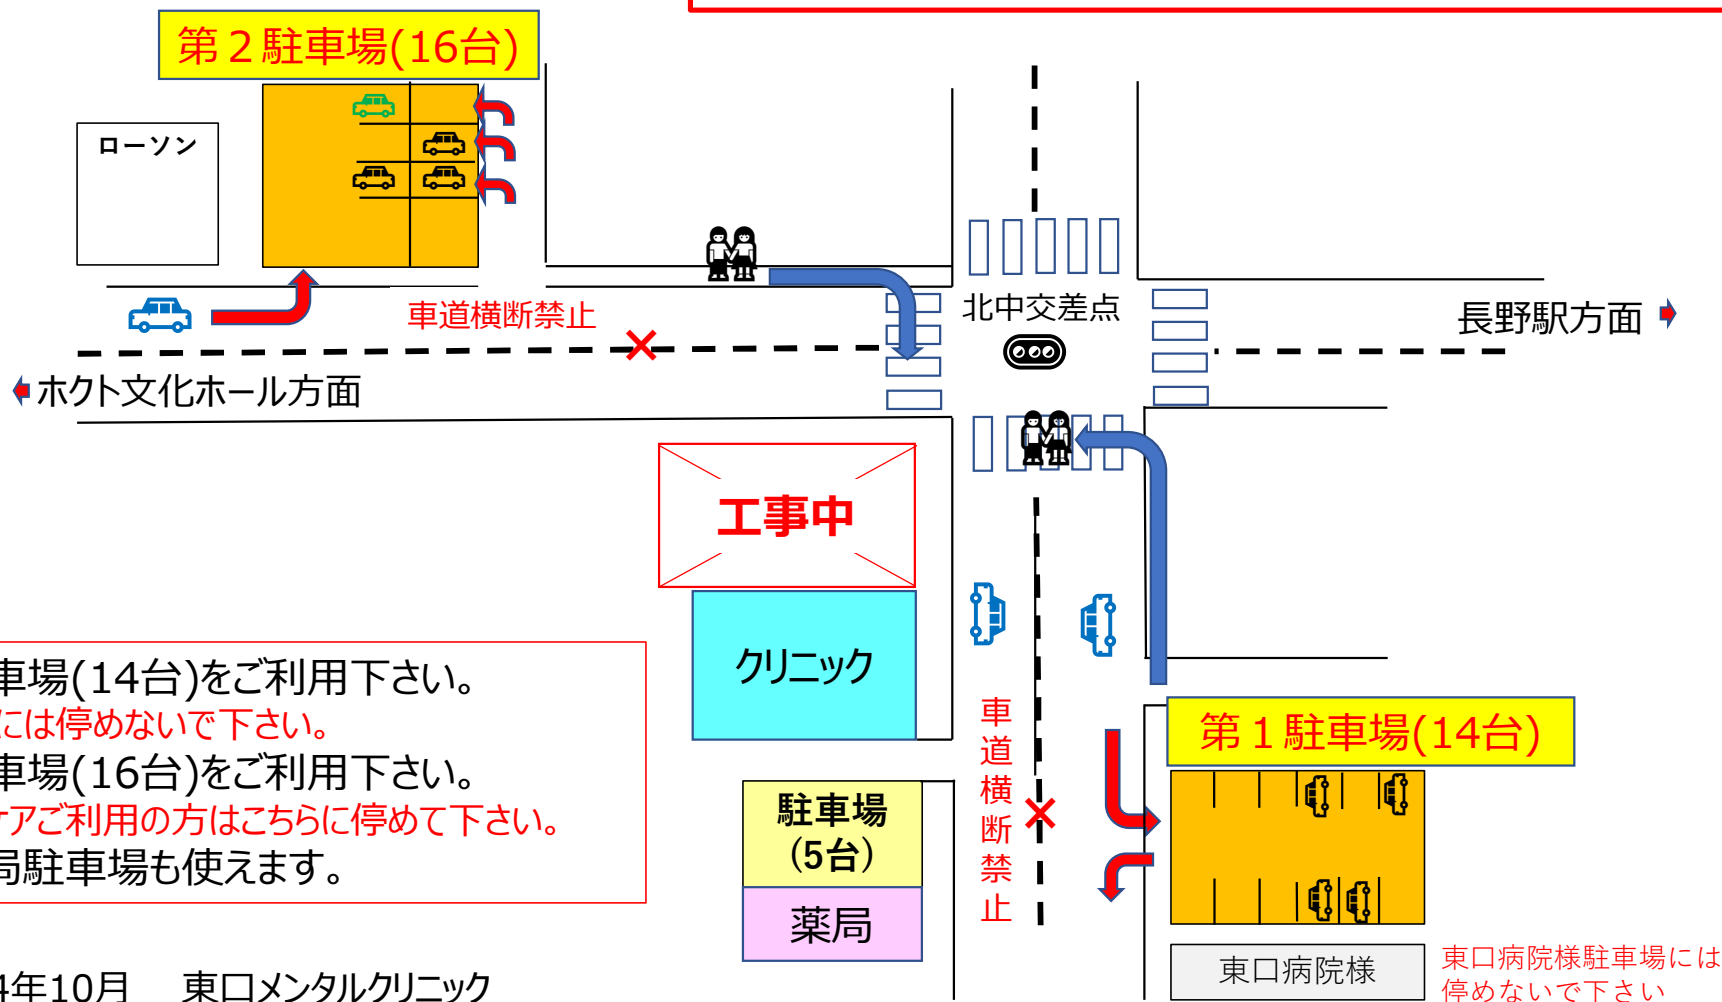 第２駐車場(16台)
ローソン
車道横断禁止
北中交差点
長野駅方面
ホクト文化ホール方面
工事中
クリニック
車場(14台)をご利用下さい。
には停めないで下さい。
車場(16台)をご利用下さい。
ケアご利用の方はこちらに停めて下さい。
局駐車場も使えます。
車道横断禁止
第１駐車場(14台)
駐車場
(5台)
薬局
東口病院様
東口病院様駐車場には
停めないで下さい
4年10月　東口メンタルクリニック